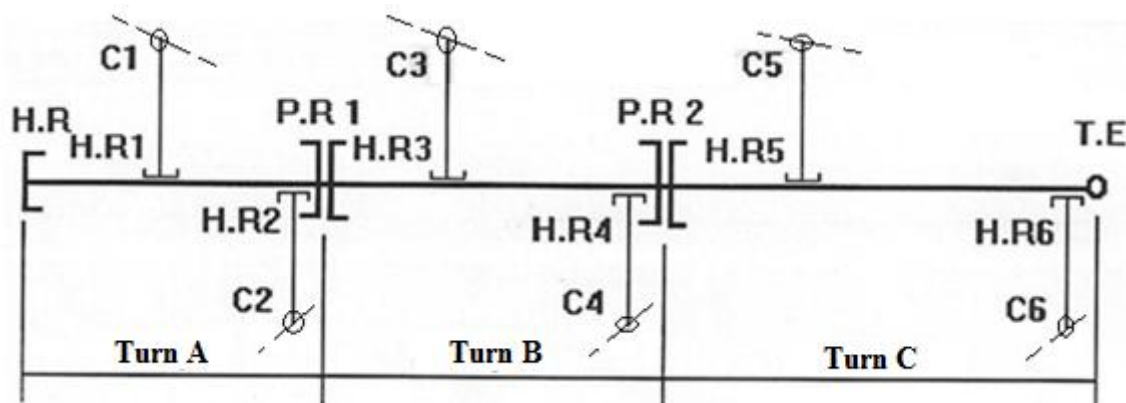 C1
C3
C5
H.R
P.R 1
P.R 2
T.E
H.R1
H.R3
H.R5
H.R2
H.R4
H.R6
C2
C4
C6
Turn A
Turn B
Turn C